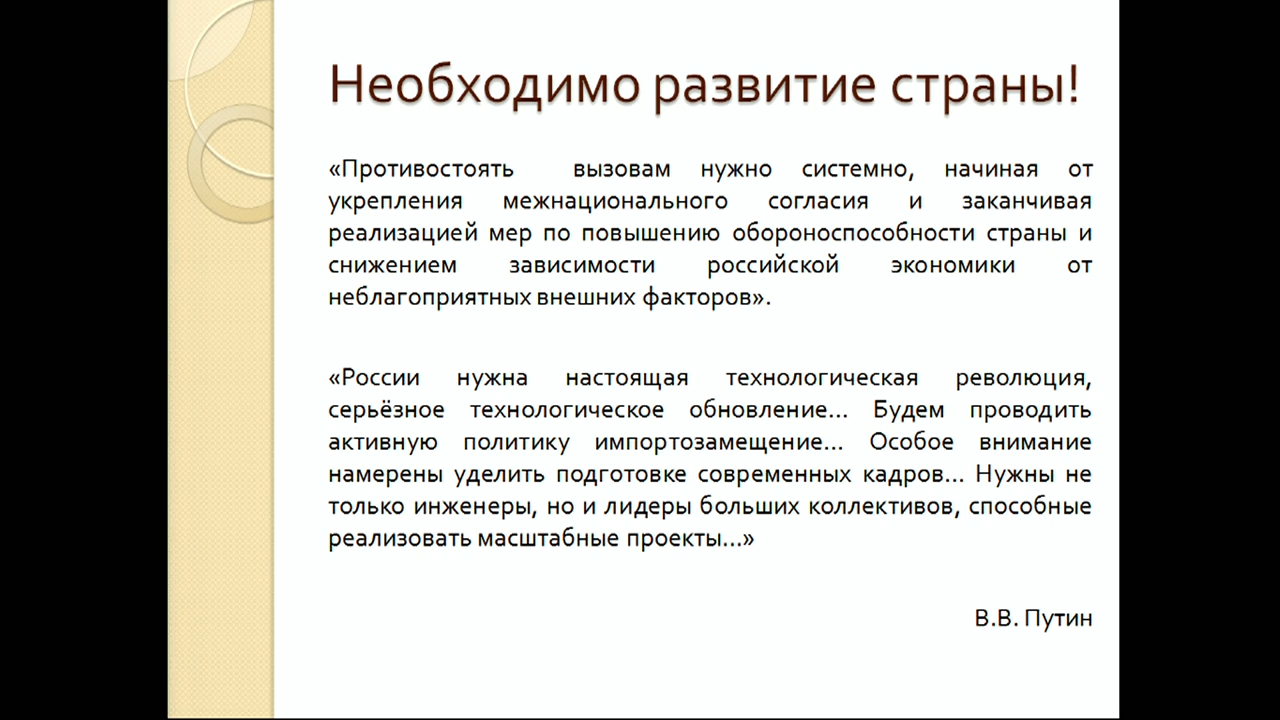 Необходимо развитие страны!
«Противостоять вызовам нужно системно, начиная от
укрепления межнационального согласия и заканчивая
реализацией мер по повышению обороноспособности страны и
снижением зависимости российской экономики от
неблагоприятных внешних факторов».
«России нужна настоящая технологическая революция,
серьёзное технологическое обновление... Будем проводить
активную политику импортозамещение... Особое внимание
намерены уделить подготовке современных кадров... Нужны не
только инженеры, но и лидеры больших коллективов, способные
реализовать масштабные проекты...»
В.В. Путин